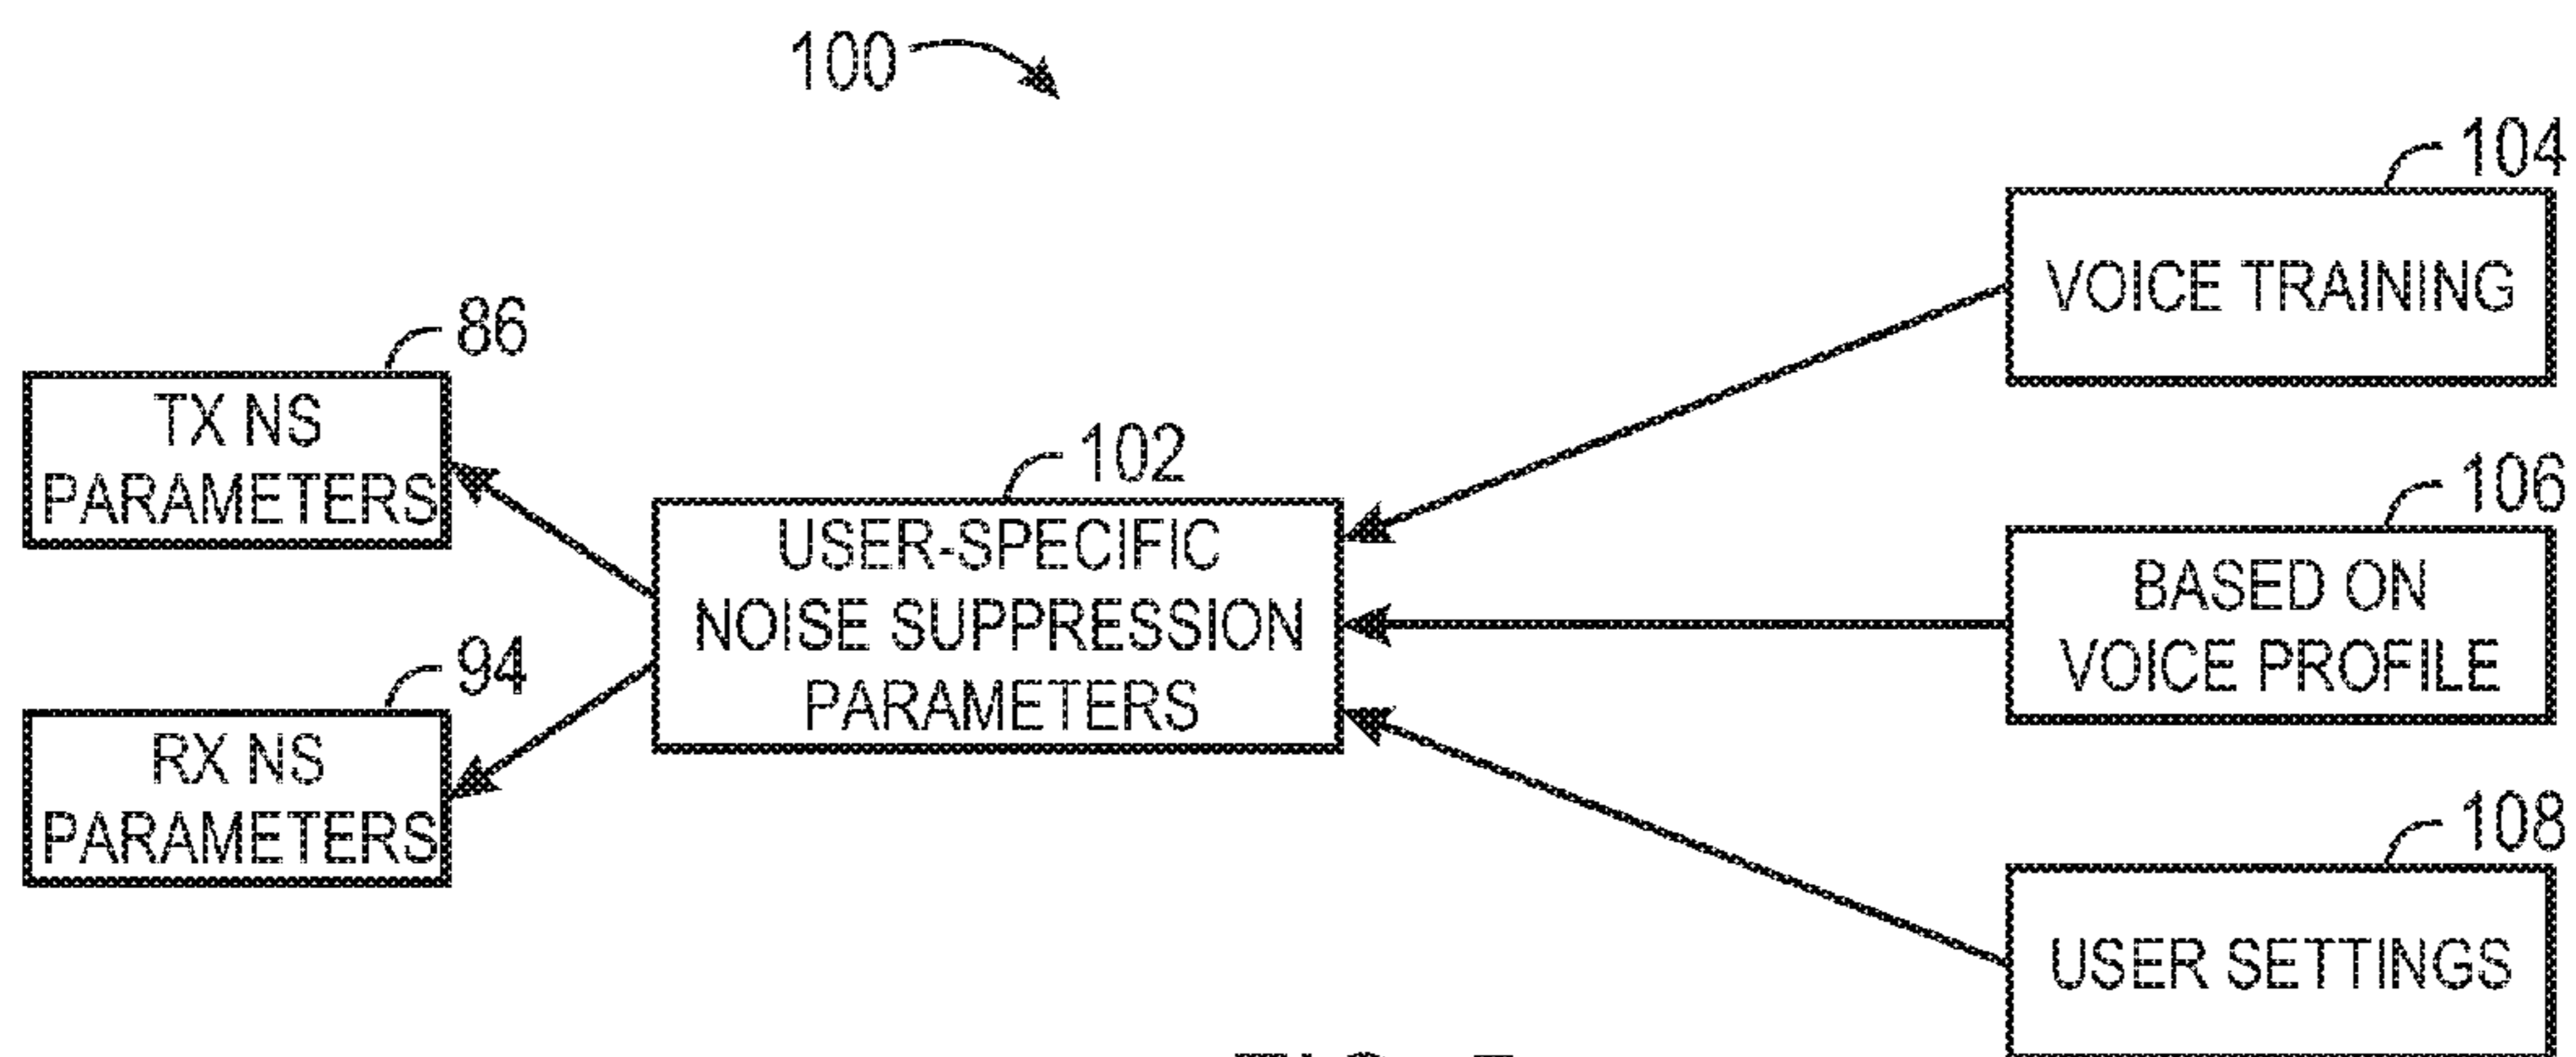 100
104
VOICE TRAINING
86
TX NS
PARAMETERS
102
USER-SPECIFIC
NOISE SUPPRESSION
PARAMETERS
106
BASED ON
VOICE PROFILE
94
RX NS
PARAMETERS
108
USER SETTINGS